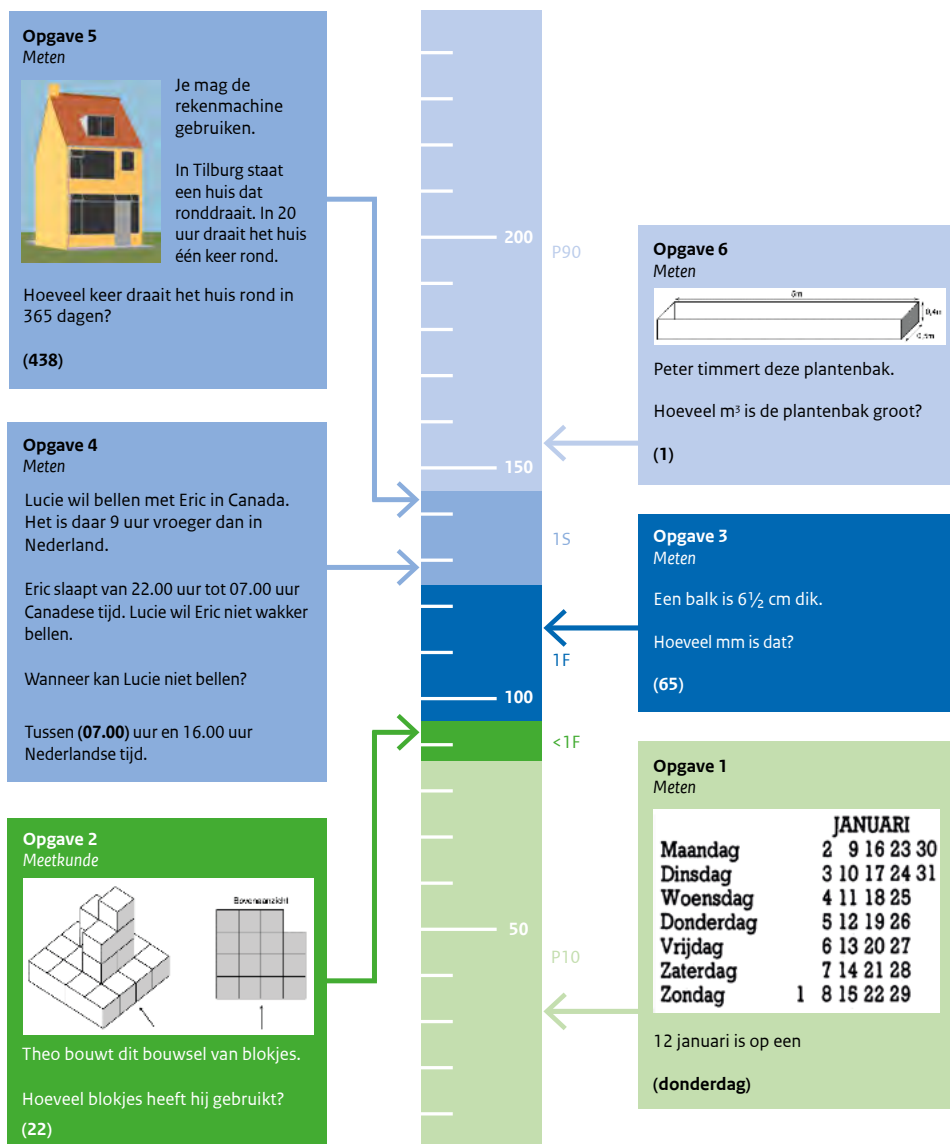 Opgave 5
Meten
Je mag de
rekenmachine
gebruiken.
In Tilburg staat
een huis dat
ronddraait. In 20
uur draait het huis
één keer rond.
Hoeveel keer draait het huis rond in
365 dagen?
(438)
Opgave 4
Meten
Lucie wil bellen met Eric in Canada.
Het is daar 9 uur vroeger dan in
Nederland.
Eric slaapt van 22.00 uur tot 07.00 uur
Canadese tijd. Lucie wil Eric niet wakker
bellen.
Wanneer kan Lucie niet bellen?
Tussen (07.00) uur en 16.00 uur
Nederlandse tijd.
Opgave 2
Meetkunde
Bovenaanzicht
Theo bouwt dit bouwsel van blokjes.
Hoeveel blokjes heeft hij gebruikt?
(22)
200
150
100
50
P90
1S
1F
<1F
P10
Opgave 6
Meten
5m
0,4m
0,5m
Peter timmert deze plantenbak.
Hoeveel m³ is de plantenbak groot?
(1)
Opgave 3
Meten
Een balk is 6½ cm dik.
Hoeveel mm is dat?
(65)
Opgave 1
Meten
JANUARI
Maandag 2 9 16 23 30
Dinsdag 3 10 17 24 31
Woensdag 4 11 18 25
Donderdag 5 12 19 26
Vrijdag 6 13 20 27
Zaterdag 7 14 21 28
Zondag 1 8 15 22 29
12 januari is op een
(donderdag)